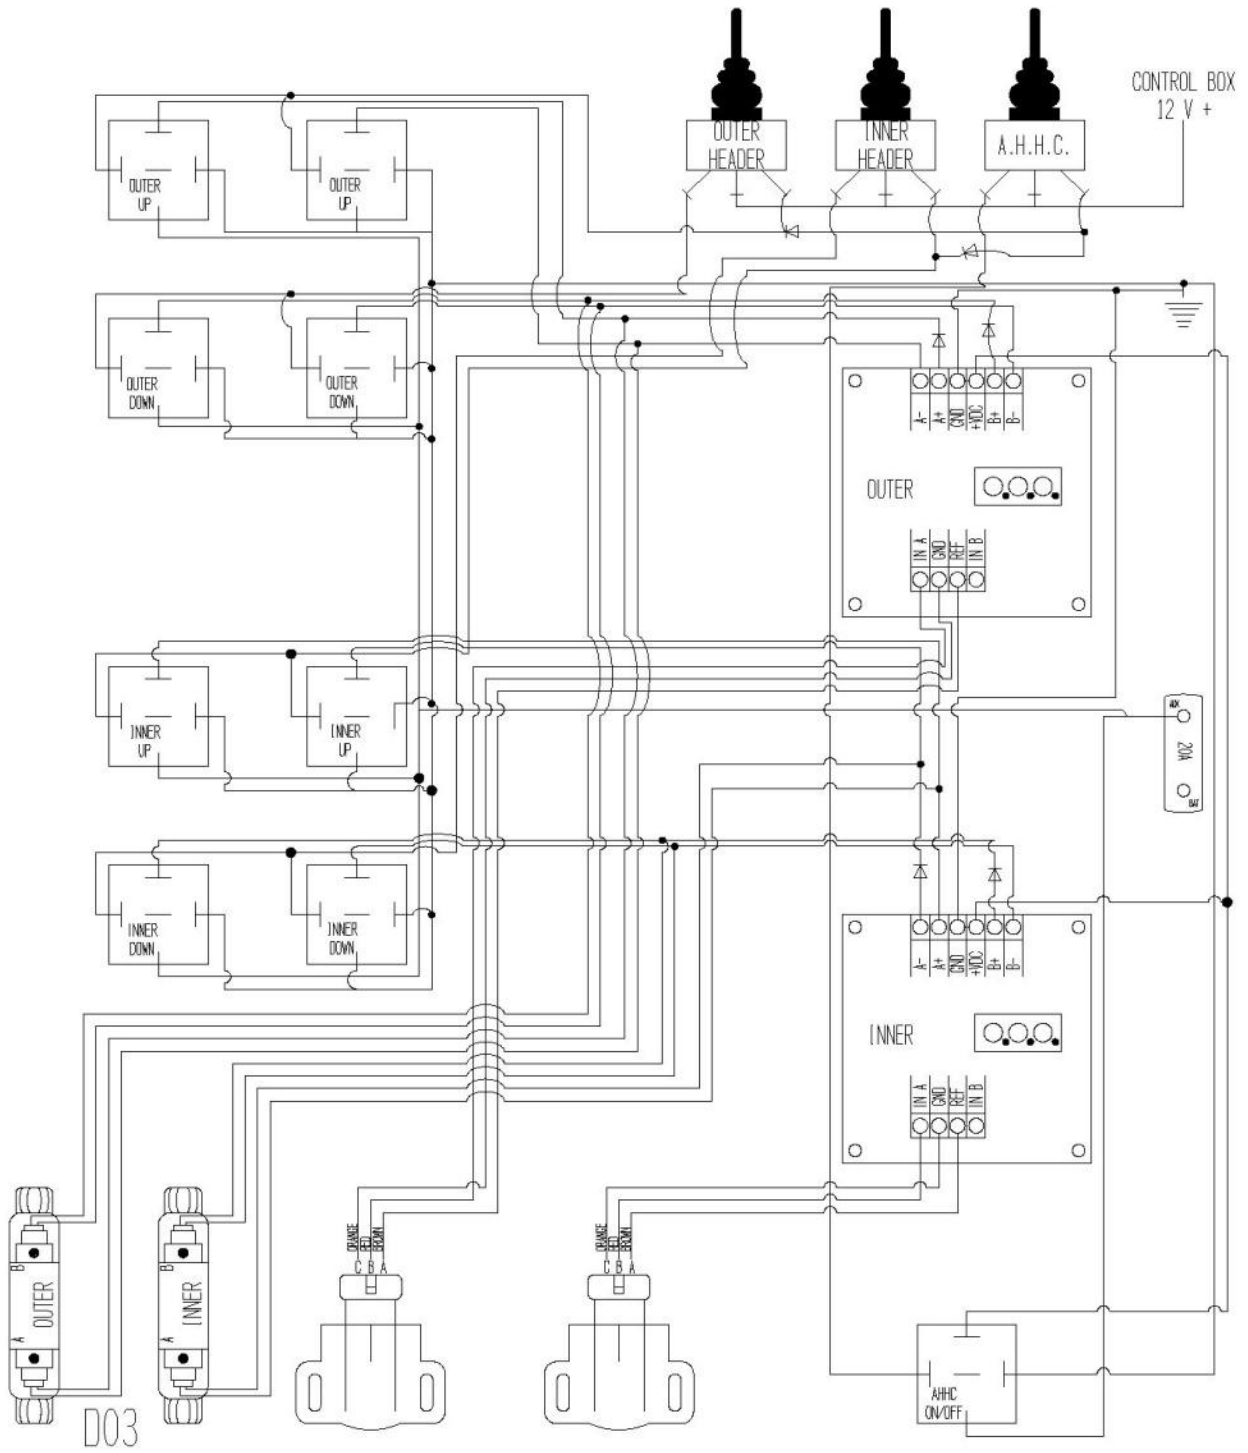 CONTROL BOX
12 V +
OUTER
HEADER
INNER
HEADER
A.H.H.C.
OUTER
UP
OUTER
UP
OUTER
DOWN
OUTER
DOWN
A-
A+
GND
+VDC
B+
B-
OUTER
IN A
GND
REF
IN B
INNER
UP
INNER
UP
AUX
20A
BAT
INNER
DOWN
INNER
DOWN
A-
A+
GND
+VDC
B+
B-
INNER
IN A
GND
REF
IN B
ORANGE
RED
BROWN
C B A
ORANGE
RED
BROWN
C B A
B
OUTER
A
B
INNER
A
AHHC
ON/OFF
D03